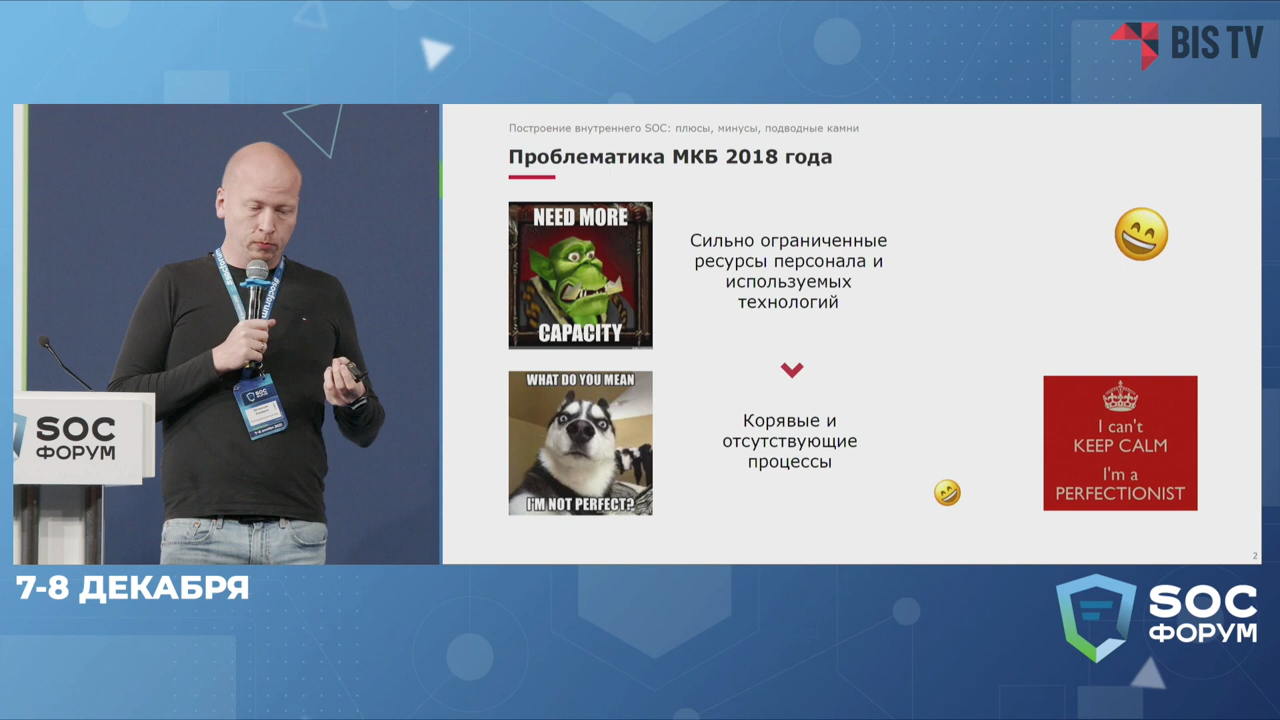 BIS TV
Построение внутреннего SOC: плюсы, минусы, подводные камни
Проблематика МКБ 2018 года
NEED MORE
CAPACITY
Сильно ограниченные
ресурсы персонала и
используемых
технологий
WHAT DO YOU MEAN
I'M NOT PERFECT?
Корявые и
отсутствующие
процессы
I can't
KEEP CALM
I'm a
PERFECTIONIST
2
#socforum
SOC
ФОРУМ
7-8 ДЕКАБРЯ
SOC
ФОРУМ